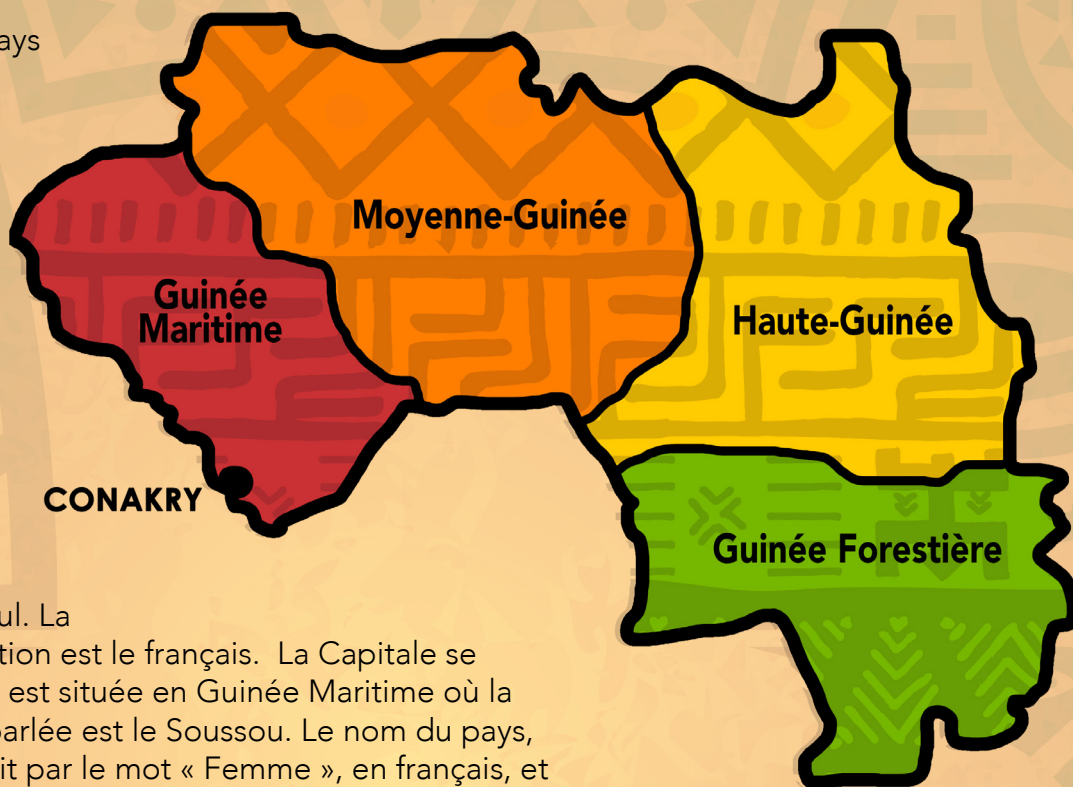 ays
Moyenne-Guinée
Guinée
Maritime
Haute-Guinée
CONAKRY
Guinée Forestière
ul. La
tion est le français. La Capitale se
est située en Guinée Maritime où la
parlée est le Soussou. Le nom du pays,
it par le mot « Femme », en français, et